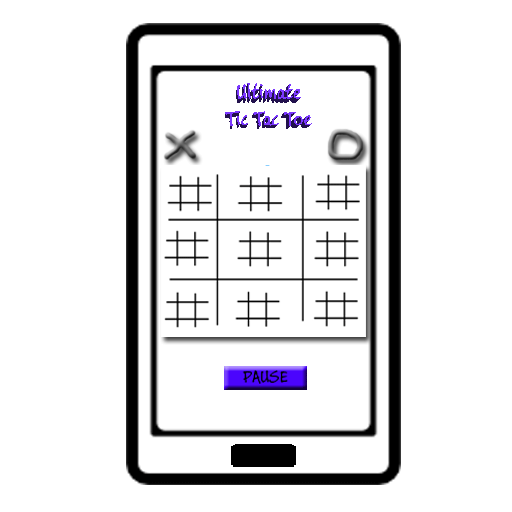 Ultimate
Tic Tac Toe
X O
PAUSE